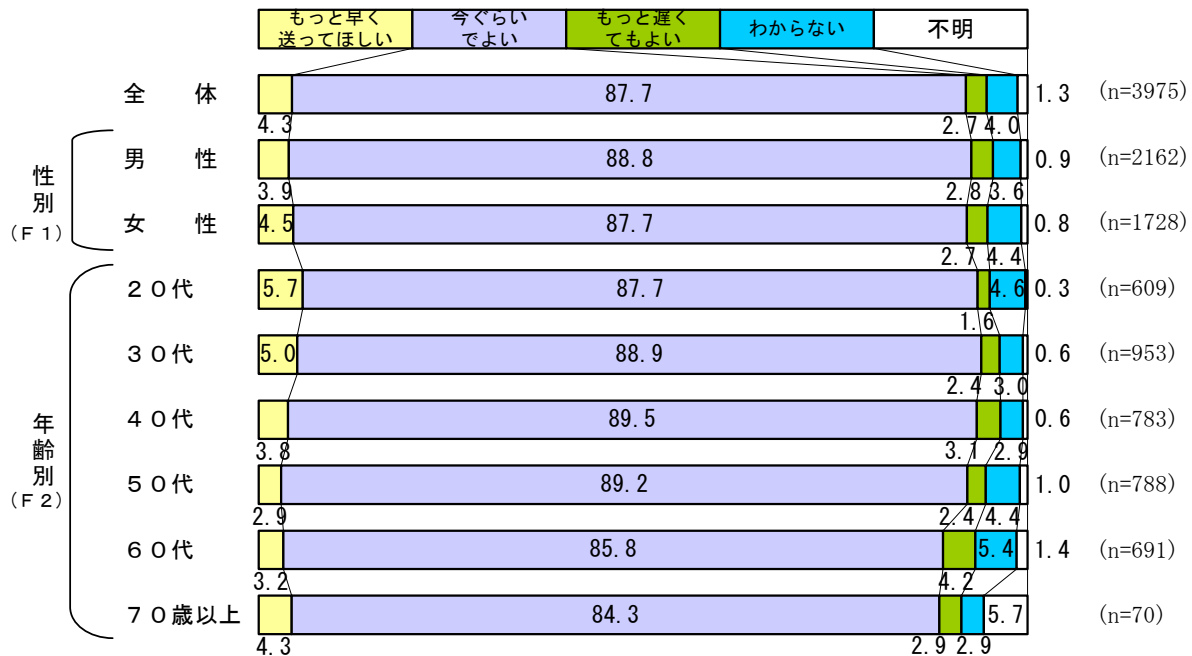 もっと早く
送ってほしい
今ぐらい
でよい
もっと遅く
てもよい
わからない
不明
全　体 87.7 1.3 (n=3975)
4.3 2.7 4.0
男　性 88.8 0.9 (n=2162)
3.9 2.8 3.6
女　性 4.5 87.7 0.8 (n=1728)
2.7 4.4
性別
(F1)
20代 5.7 87.7 4.6 0.3 (n=609)
1.6
30代 5.0 88.9 0.6 (n=953)
2.4 3.0
40代 89.5 0.6 (n=783)
3.8 3.1 2.9
50代 89.2 1.0 (n=788)
2.9 2.4 4.4
60代 85.8 5.4 1.4 (n=691)
3.2 4.2
70歳以上 84.3 5.7 (n=70)
4.3 2.9 2.9
年齢別
(F2)